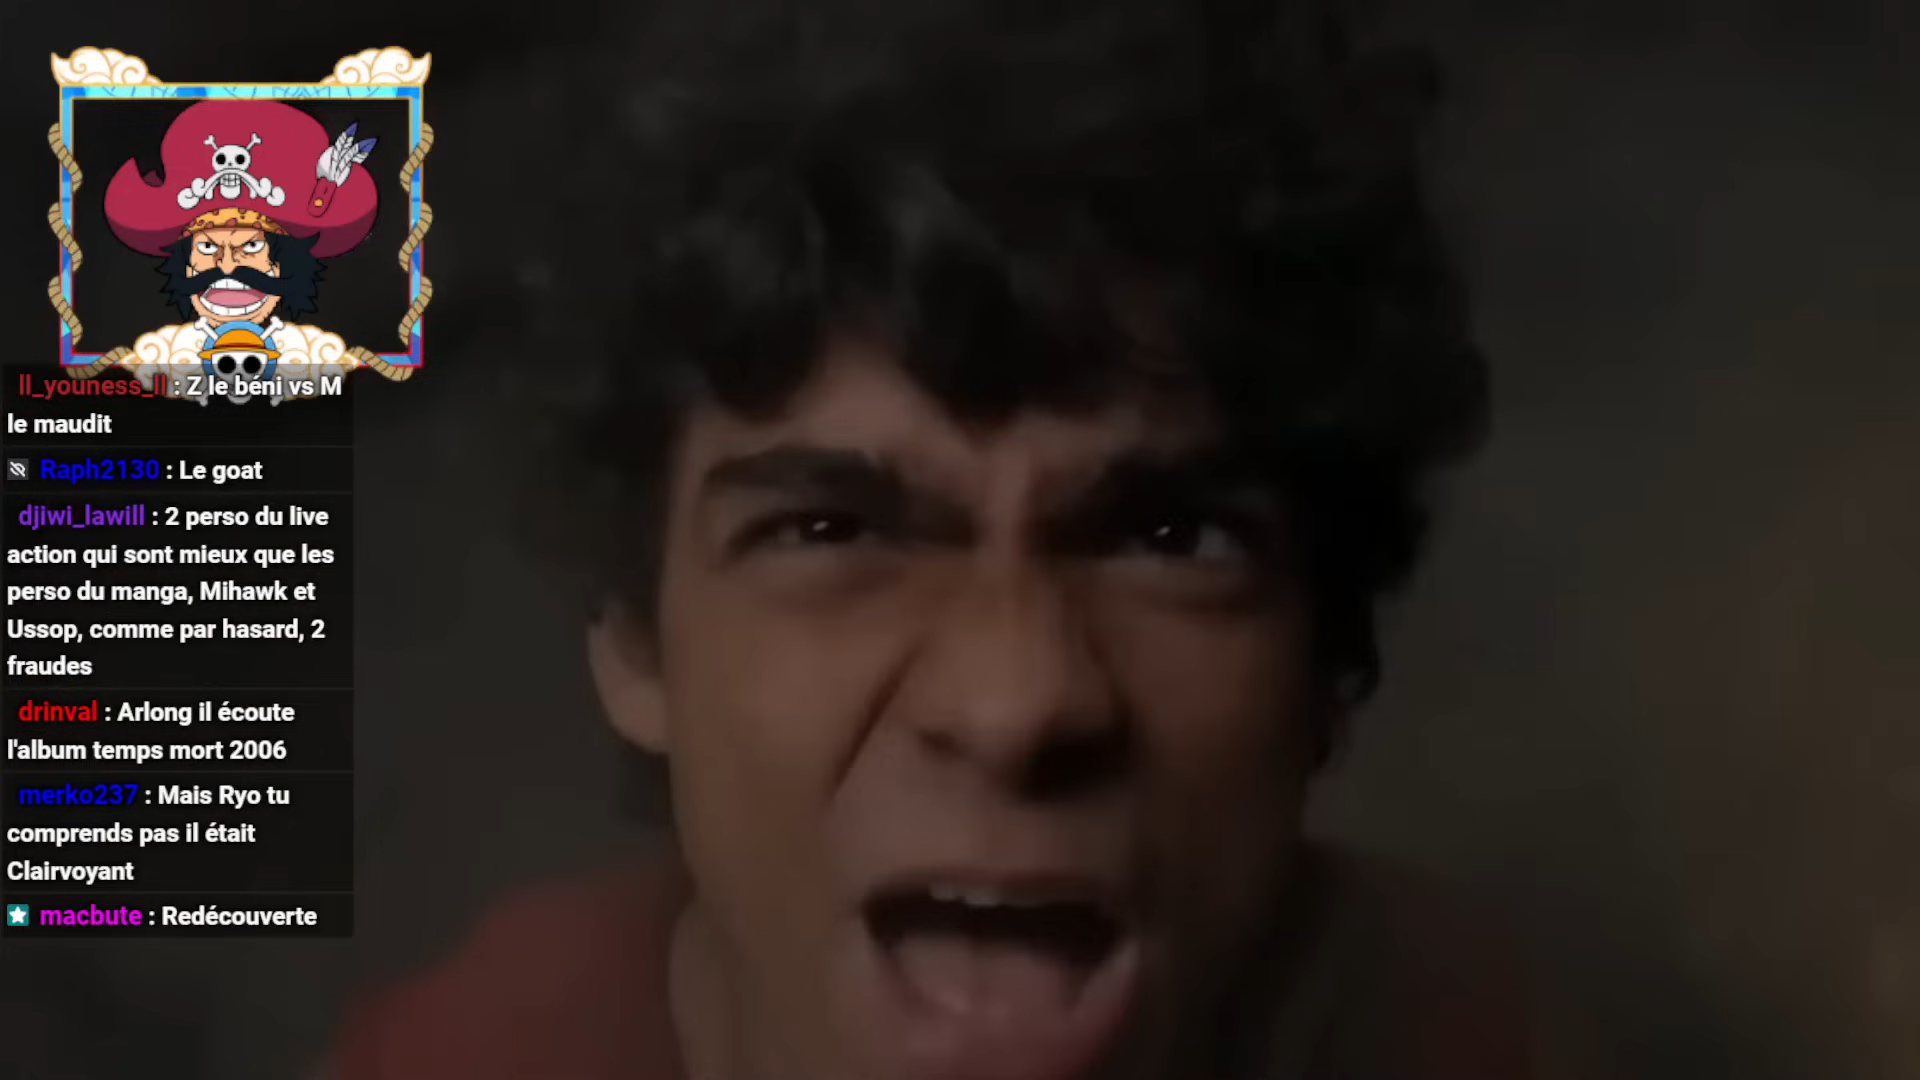 ll_youness_ll : Z le béni vs M
le maudit
Raph2130 : Le goat
djiwi_lawill : 2 perso du live
action qui sont mieux que les
perso du manga, Mihawk et
Ussop, comme par hasard, 2
fraudes
drinval : Arlong il écoute
l'album temps mort 2006
merko237 : Mais Ryo tu
comprends pas il était
Clairvoyant
macbute : Redécouverte